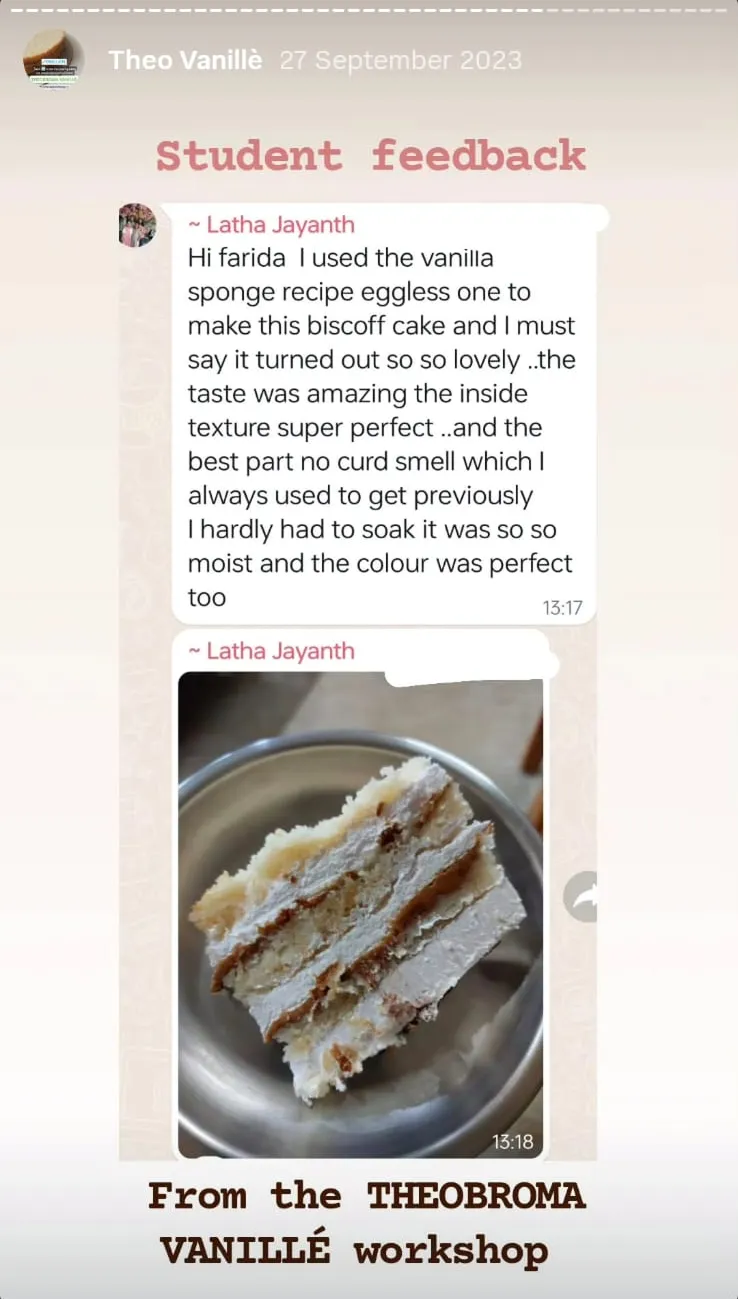 Theo Vanillè 27 September 2023
Student feedback
~ Latha Jayanth
Hi farida I used the vanilla
sponge recipe eggless one to
make this biscoff cake and I must
say it turned out so so lovely ..the
taste was amazing the inside
texture super perfect ..and the
best part no curd smell which I
always used to get previously
I hardly had to soak it was so so
moist and the colour was perfect
too
13:17
~ Latha Jayanth
13:18
From the THEOBROMA
VANILLÉ workshop